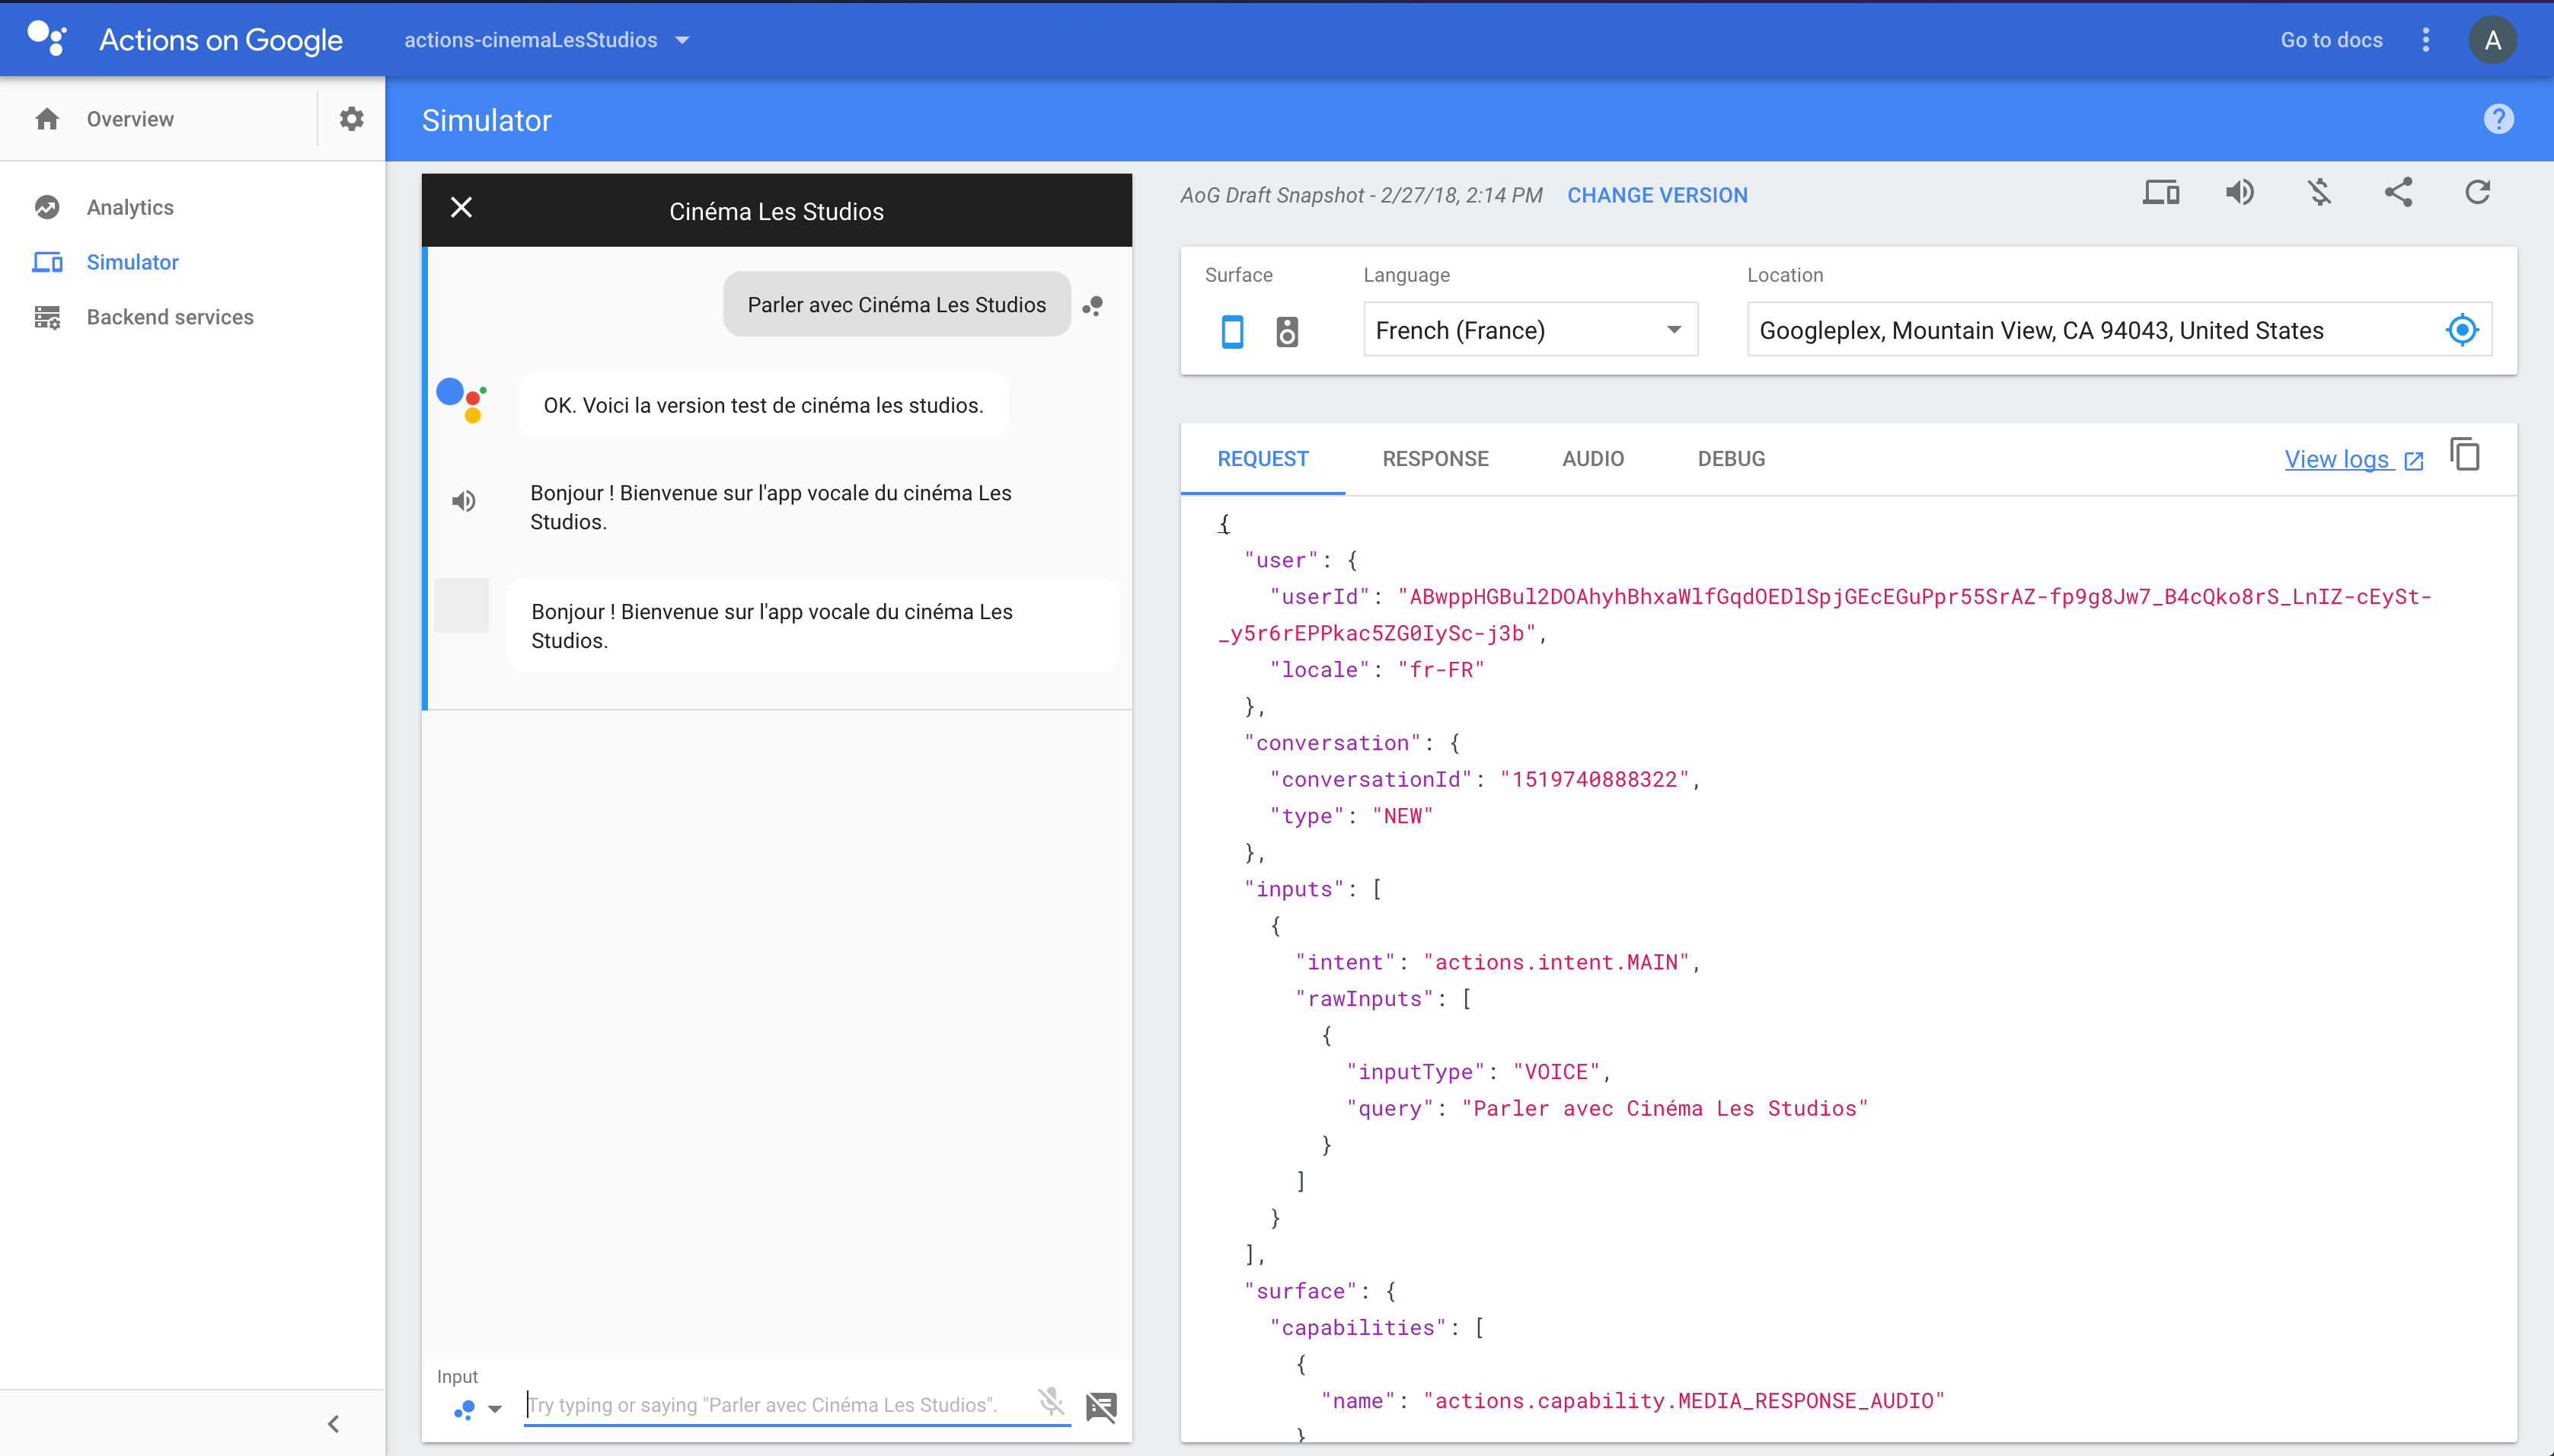 Actions on Google
actions-cinemaLesStudios
Go to docs
A
Overview
Simulator
Analytics
Simulator
Backend services
Cinéma Les Studios
Parler avec Cinéma Les Studios
OK. Voici la version test de cinéma les studios.
Bonjour ! Bienvenue sur l'app vocale du cinéma Les
Studios.
Bonjour ! Bienvenue sur l'app vocale du cinéma Les
Studios.
Input
Try typing or saying "Parler avec Cinéma Les Studios".
AoG Draft Snapshot - 2/27/18, 2:14 PM CHANGE VERSION
Surface Language Location
French (France) Googleplex, Mountain View, CA 94043, United States
REQUEST RESPONSE AUDIO DEBUG View logs
{
"user": {
"userId": "ABwppHGBul2DOAhyhBhxaWlfGqdOEDlSpjGEcEGuPpr55SrAZ-fp9g8Jw7_B4cQko8rS_LnIZ-cEySt-
_y5r6rEPPkac5ZG0IySc-j3b",
"locale": "fr-FR"
},
"conversation": {
"conversationId": "1519740888322",
"type": "NEW"
},
"inputs": [
{
"intent": "actions.intent.MAIN",
"rawInputs": [
{
"inputType": "VOICE",
"query": "Parler avec Cinéma Les Studios"
}
]
}
],
"surface": {
"capabilities": [
{
"name": "actions.capability.MEDIA_RESPONSE_AUDIO"
}